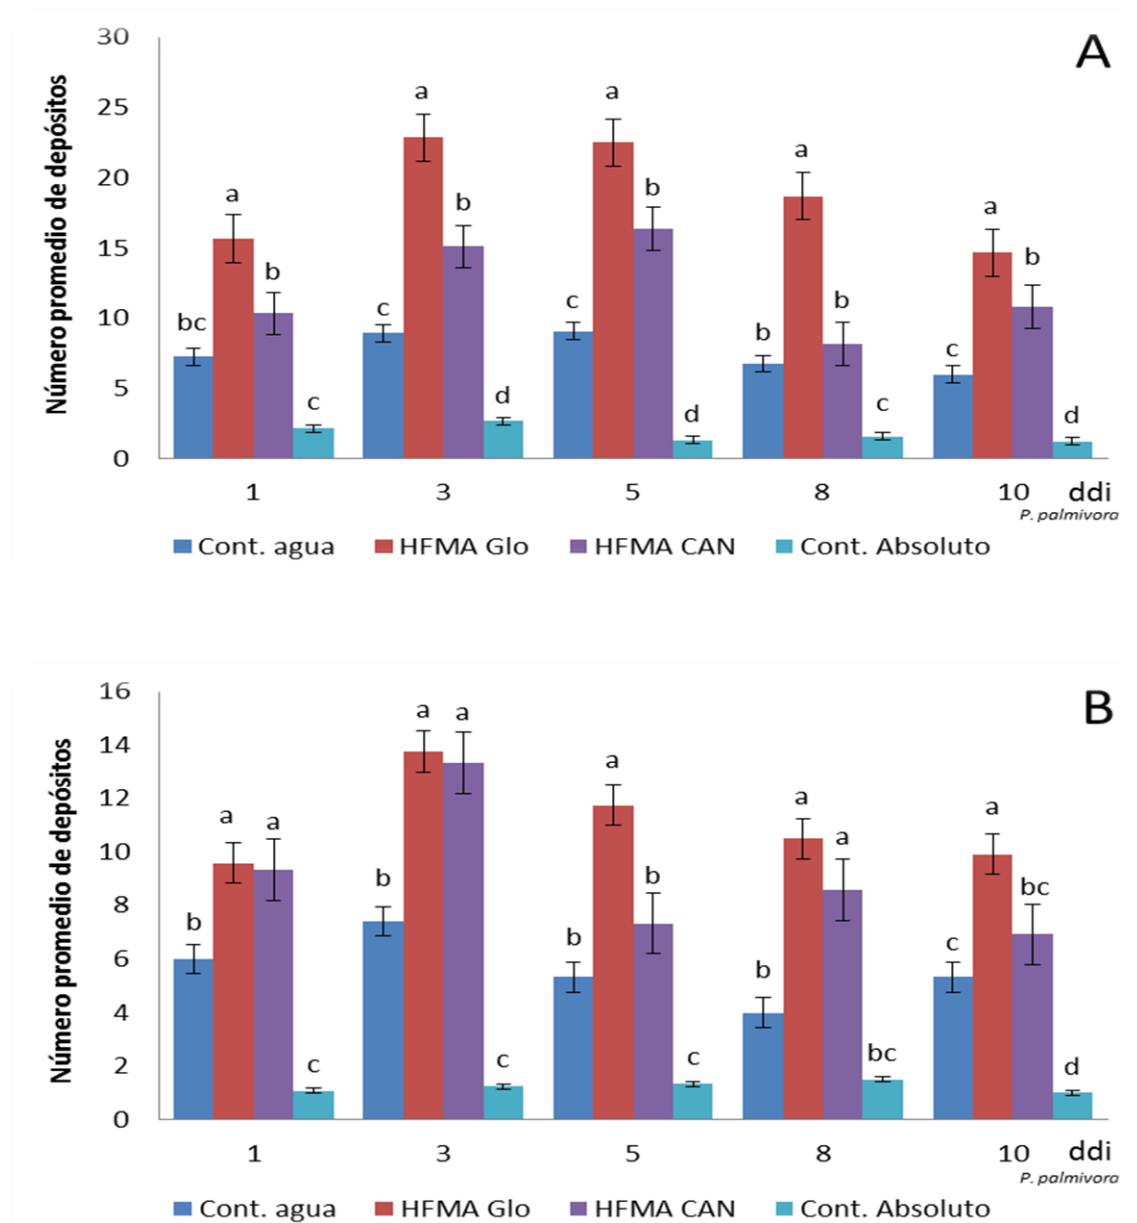 A
Número promedio de depósitos
30
25
20
15
10
5
0
bc a b c
c a b d
c a b d
b a b c
c a b d
1 3 5 8 10 ddi
P. palmivora
Cont. agua HFMA Glo HFMA CAN Cont. Absoluto
B
Número promedio de depósitos
16
14
12
10
8
6
4
2
0
b a a c
b a a c
b a b c
b a a bc
c a bc d
1 3 5 8 10 ddi
P. palmivora
Cont. agua HFMA Glo HFMA CAN Cont. Absoluto